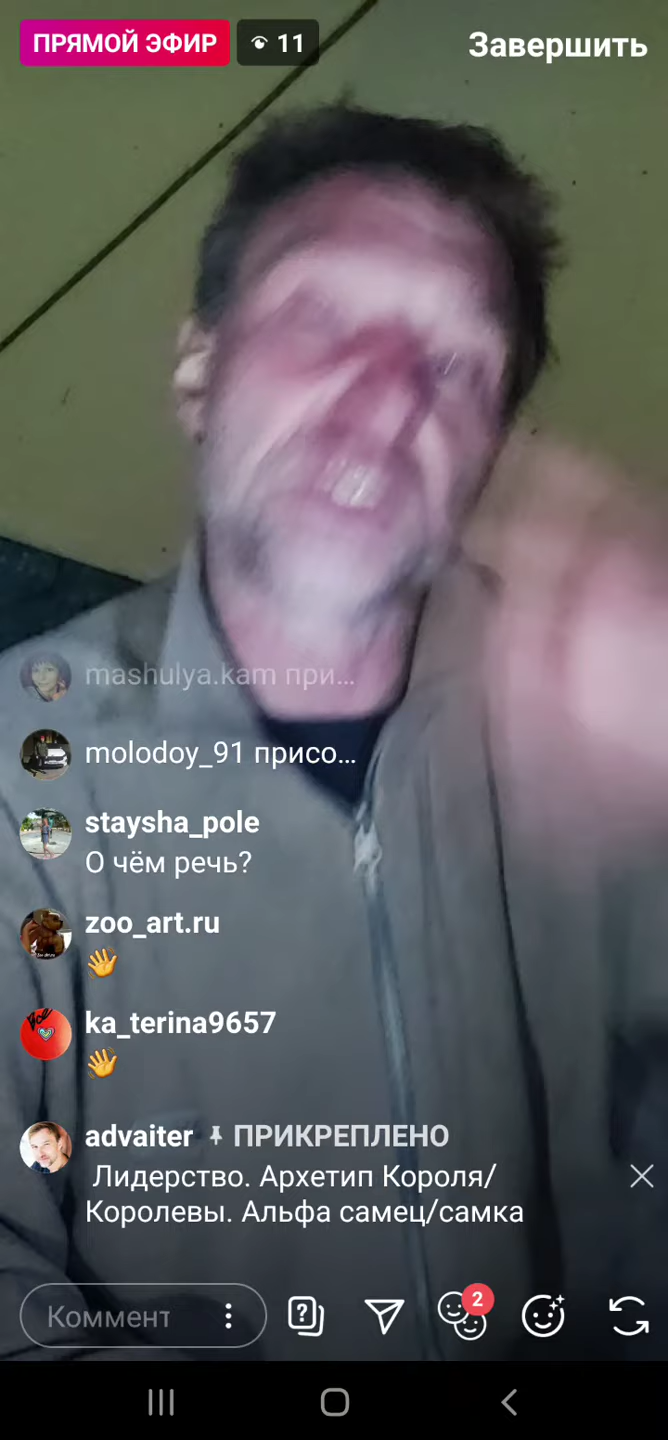 ПРЯМОЙ ЭФИР 11 Завершить
mashulya.kam при...
molodoy_91 присо...
staysha_pole
О чём речь?
zoo_art.ru
👋
ka_terina9657
👋
advaiter ПРИКРЕПЛЕНО
Лидерство. Архетип Короля/
Королевы. Альфа самец/самка
Коммент 2